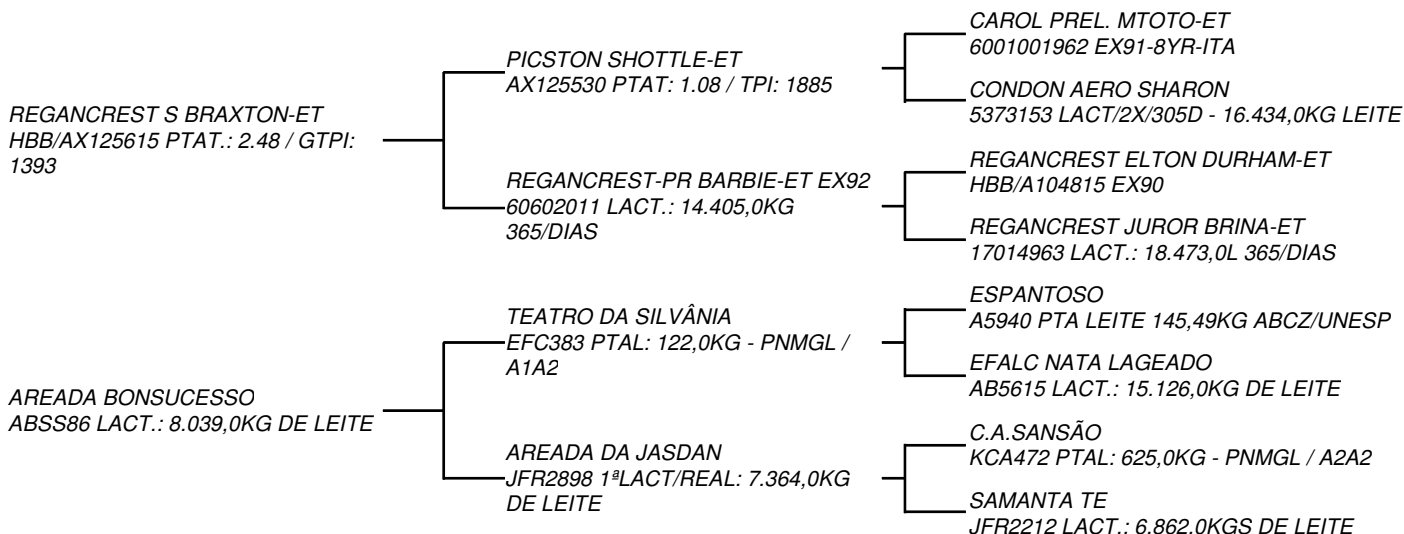 REGANCREST S BRAXTON-ET
HBB/AX125615 PTAT.: 2.48 / GTPI:
1393
AREADA BONSUCESSO
ABSS86 LACT.: 8.039,0KG DE LEITE
PICSTON SHOTTLE-ET
AX125530 PTAT: 1.08 / TPI: 1885
REGANCREST-PR BARBIE-ET EX92
60602011 LACT.: 14.405,0KG
365/DIAS
TEATRO DA SILVÂNIA
EFC383 PTAL: 122,0KG - PNMGL /
A1A2
AREADA DA JASDAN
JFR2898 1ªLACT/REAL: 7.364,0KG
DE LEITE
CAROL PREL. MTOTO-ET
6001001962 EX91-8YR-ITA
CONDON AERO SHARON
5373153 LACT/2X/305D - 16.434,0KG LEITE
REGANCREST ELTON DURHAM-ET
HBB/A104815 EX90
REGANCREST JUROR BRINA-ET
17014963 LACT.: 18.473,0L 365/DIAS
ESPANTOSO
A5940 PTA LEITE 145,49KG ABCZ/UNESP
EFALC NATA LAGEADO
AB5615 LACT.: 15.126,0KG DE LEITE
C.A.SANSÃO
KCA472 PTAL: 625,0KG - PNMGL / A2A2
SAMANTA TE
JFR2212 LACT.: 6.862,0KGS DE LEITE